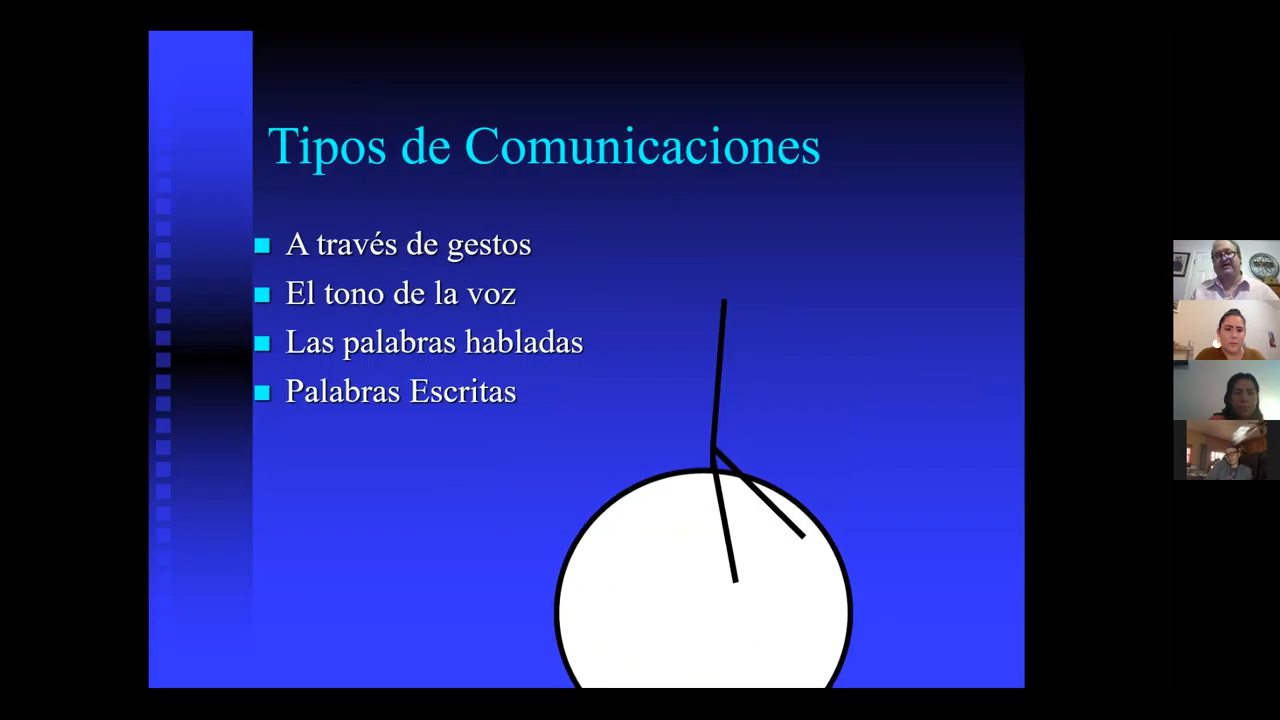 Tipos de Comunicaciones
A través de gestos
El tono de la voz
Las palabras habladas
Palabras Escritas